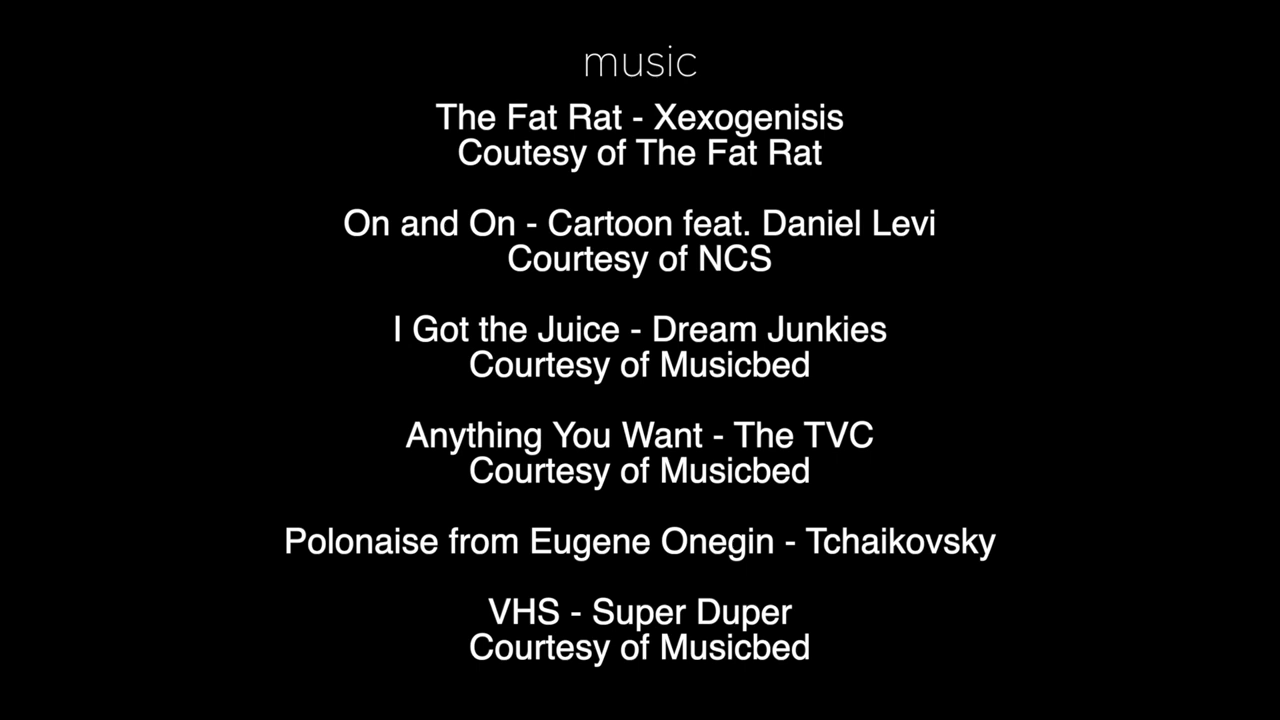 music
The Fat Rat - Xexogenisis
Coutesy of The Fat Rat
On and On - Cartoon feat. Daniel Levi
Courtesy of NCS
I Got the Juice - Dream Junkies
Courtesy of Musicbed
Anything You Want - The TVC
Courtesy of Musicbed
Polonaise from Eugene Onegin - Tchaikovsky
VHS - Super Duper
Courtesy of Musicbed